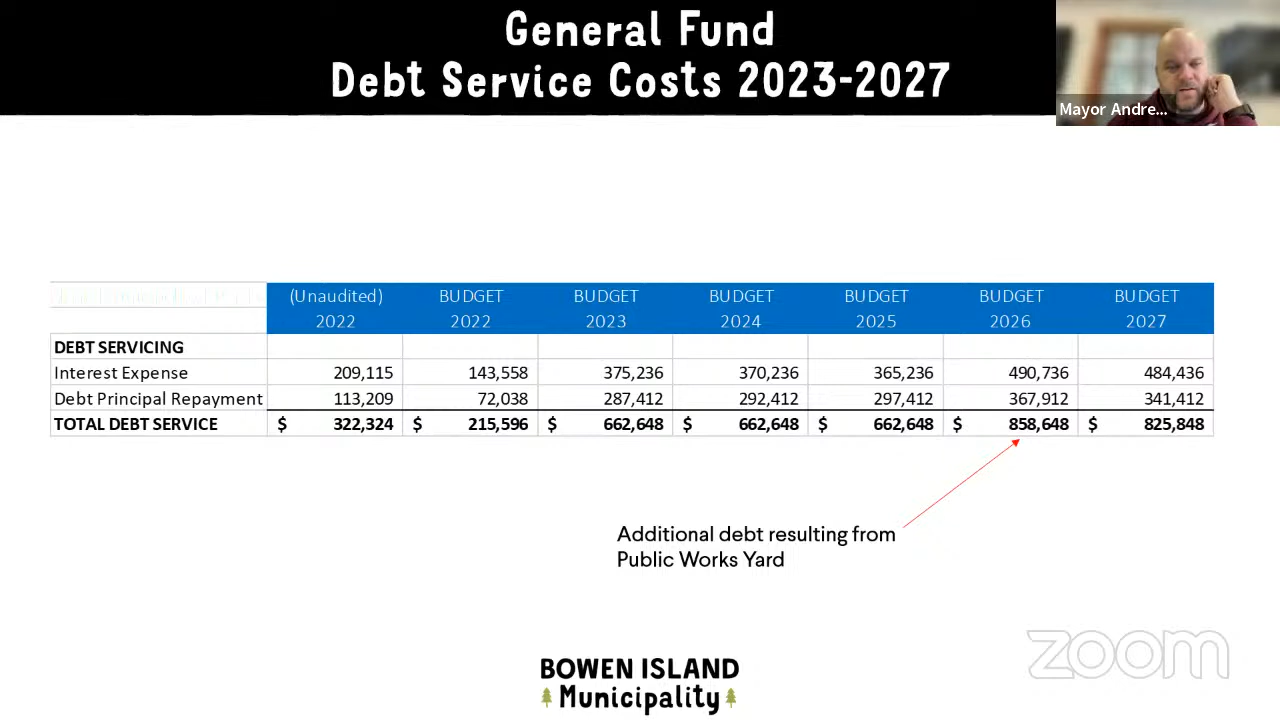 General Fund
Debt Service Costs 2023-2027
Mayor Andre...
(Unaudited) BUDGET BUDGET BUDGET BUDGET BUDGET BUDGET
2022 2022 2023 2024 2025 2026 2027
DEBT SERVICING
Interest Expense 209,115 143,558 375,236 370,236 365,236 490,736 484,436
Debt Principal Repayment 113,209 72,038 287,412 292,412 297,412 367,912 341,412
TOTAL DEBT SERVICE $ 322,324 $ 215,596 $ 662,648 $ 662,648 $ 662,648 $ 858,648 $ 825,848
Additional debt resulting from
Public Works Yard
zoom
BOWEN ISLAND
Municipality